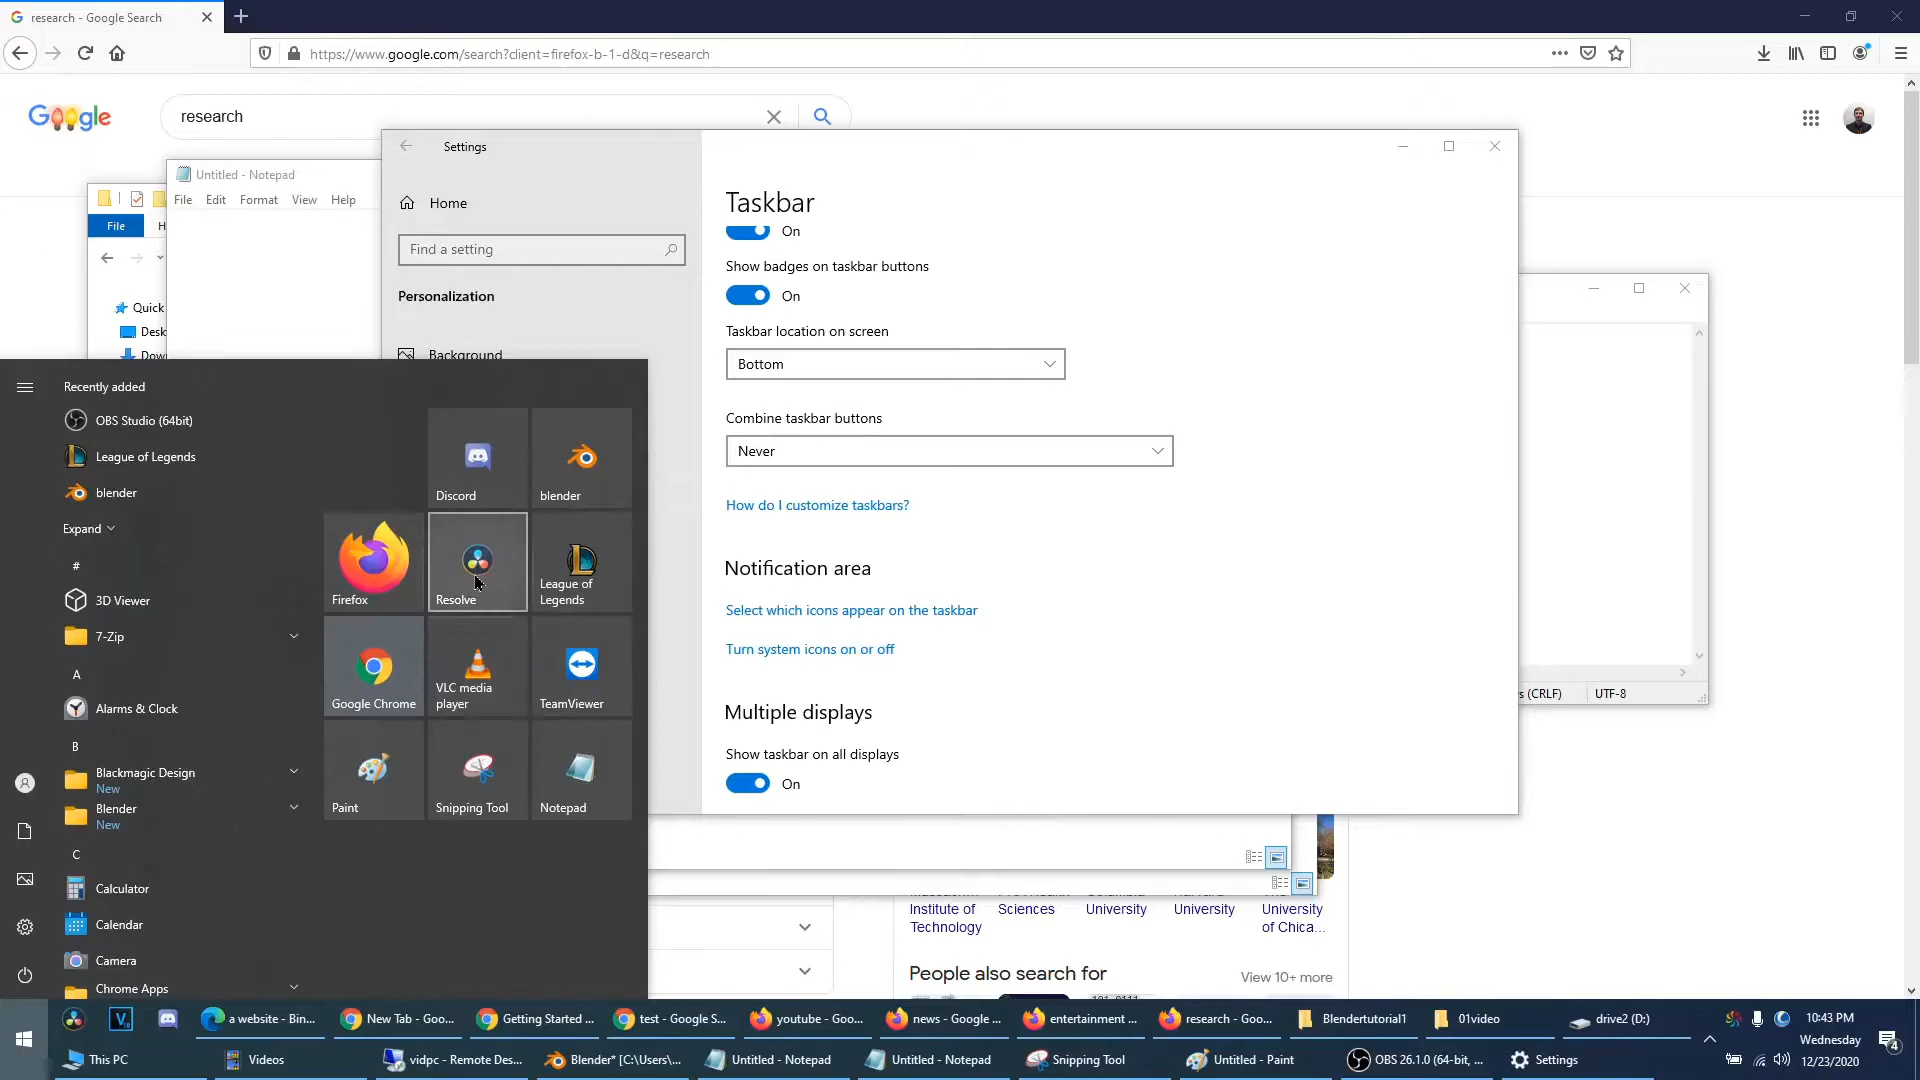 research - Google Search
https://www.google.com/search?client=firefox-b-1-d&q=research
Google
research
Settings
Untitled - Notepad
File Edit Format View Help
Home
File
Find a setting
Quick
Personalization
Background
Taskbar
On
Show badges on taskbar buttons
On
Taskbar location on screen
Bottom
Combine taskbar buttons
Never
How do I customize taskbars?
Notification area
Select which icons appear on the taskbar
Turn system icons on or off
Multiple displays
Show taskbar on all displays
On
s (CRLF)
UTF-8
Recently added
OBS Studio (64bit)
League of Legends
blender
Expand
#
3D Viewer
7-Zip
A
Alarms & Clock
B
Blackmagic Design
New
Blender
New
C
Calculator
Calendar
Camera
Chrome Apps
Discord
blender
Firefox
Resolve
League of
Legends
Google Chrome
VLC media
player
TeamViewer
Paint
Snipping Tool
Notepad
Institute of
Technology
Sciences
University
University
University
of Chica...
People also search for
View 10+ more
a website - Bin...
New Tab - Goo...
Getting Started ...
test - Google S...
youtube - Goo...
news - Google ...
entertainment ...
research - Goo...
Blendertutorial1
01video
drive2 (D:)
This PC
Videos
vidpc - Remote Des...
Blender* [C:\Users\...
Untitled - Notepad
Untitled - Notepad
Snipping Tool
Untitled - Paint
OBS 26.1.0 (64-bit, ...
Settings
10:43 PM
Wednesday
12/23/2020
4